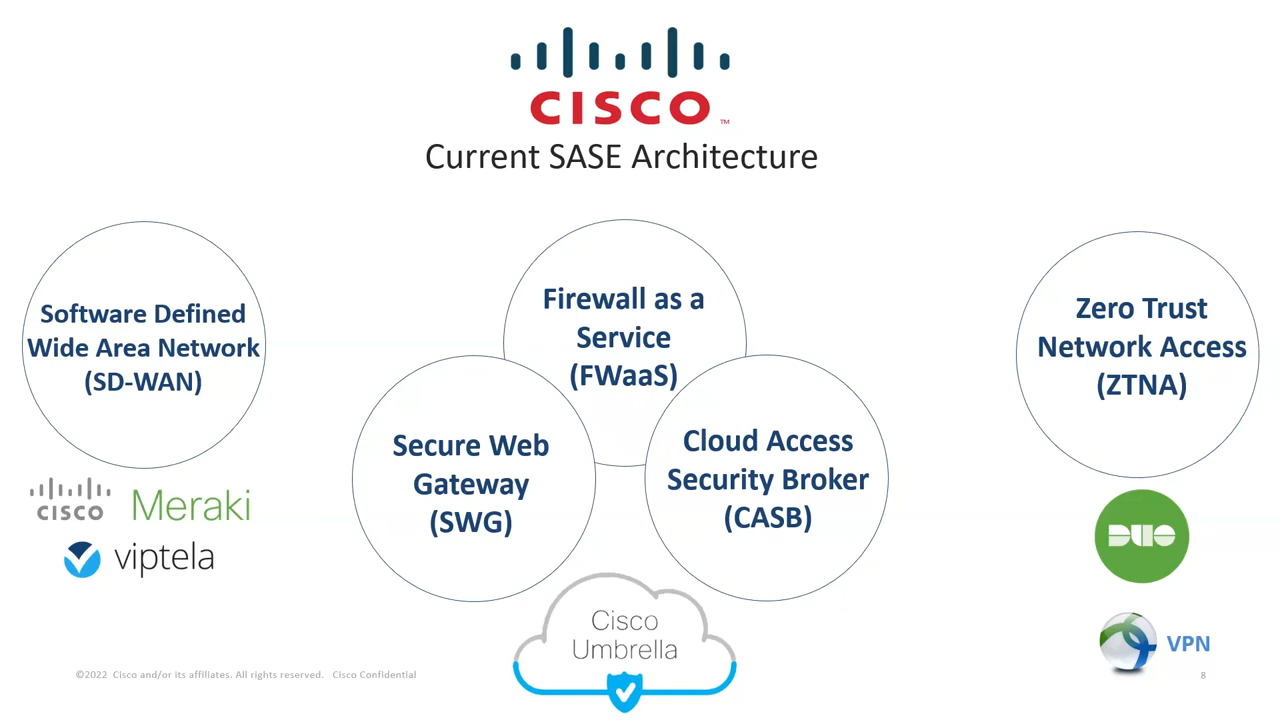 CISCO
TM
Current SASE Architecture
Software Defined
Wide Area Network
(SD-WAN)
CISCO Meraki
viptela
Firewall as a
Service
(FWaaS)
Secure Web
Gateway
(SWG)
Cloud Access
Security Broker
(CASB)
Cisco
Umbrella
Zero Trust
Network Access
(ZTNA)
DUO
VPN
©2022 Cisco and/or its affiliates. All rights reserved. Cisco Confidential
8